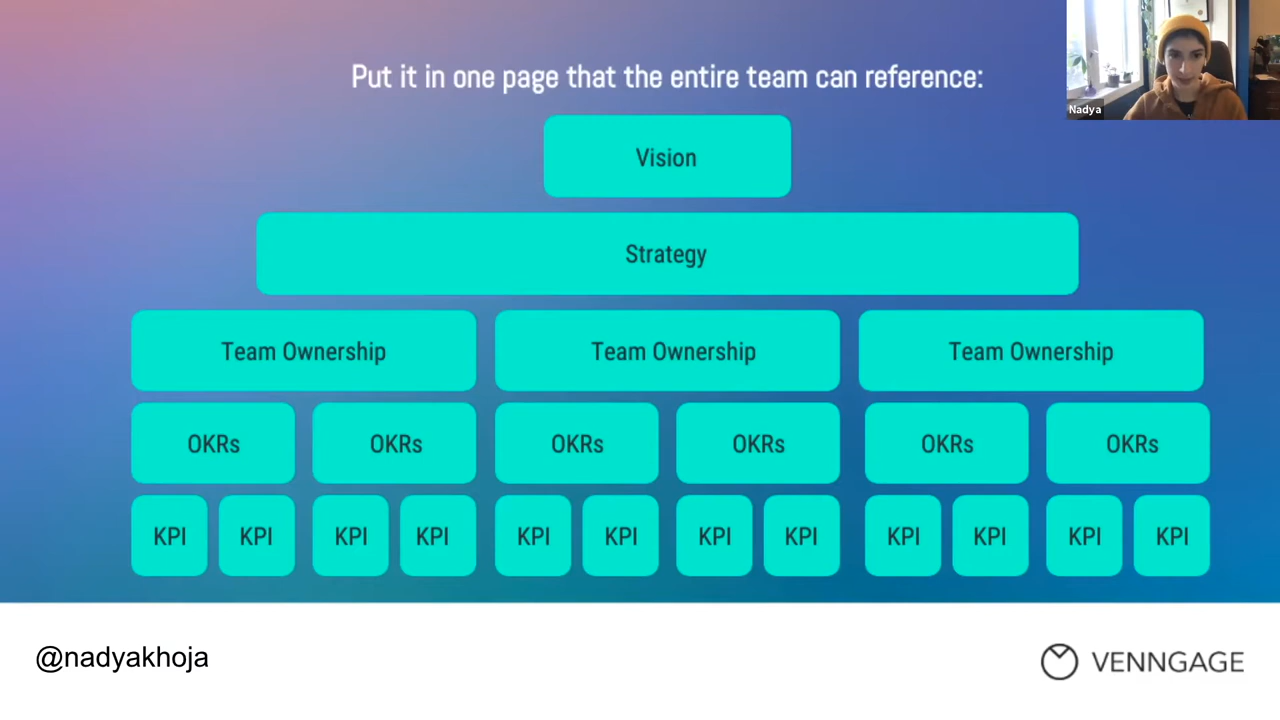 Put it in one page that the entire team can reference:
Nadya
Vision
Strategy
Team Ownership Team Ownership Team Ownership
OKRs OKRs OKRs OKRs OKRs OKRs
KPI KPI KPI KPI KPI KPI KPI KPI KPI KPI KPI KPI
@nadyakhoja VENNGAGE